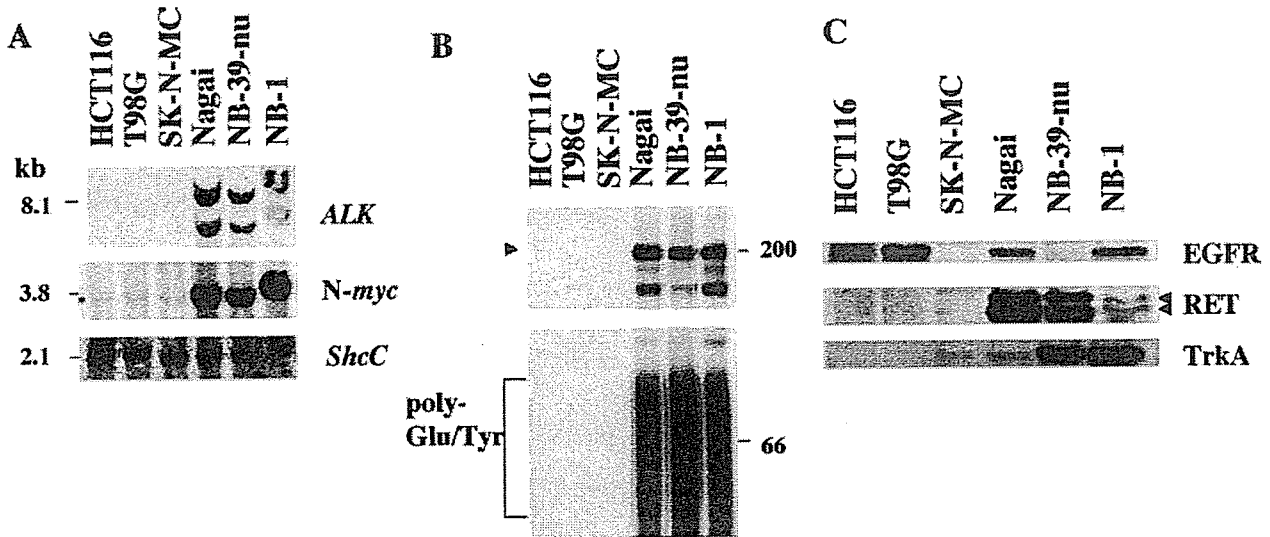 A
HCT116
T98G
SK-N-MC
Nagai
NB-39-nu
NB-1
kb
8.1
ALK
3.8
N-myc
2.1
ShcC
B
HCT116
T98G
SK-N-MC
Nagai
NB-39-nu
NB-1
200
poly-
Glu/Tyr
66
C
HCT116
T98G
SK-N-MC
Nagai
NB-39-nu
NB-1
EGFR
RET
TrkA